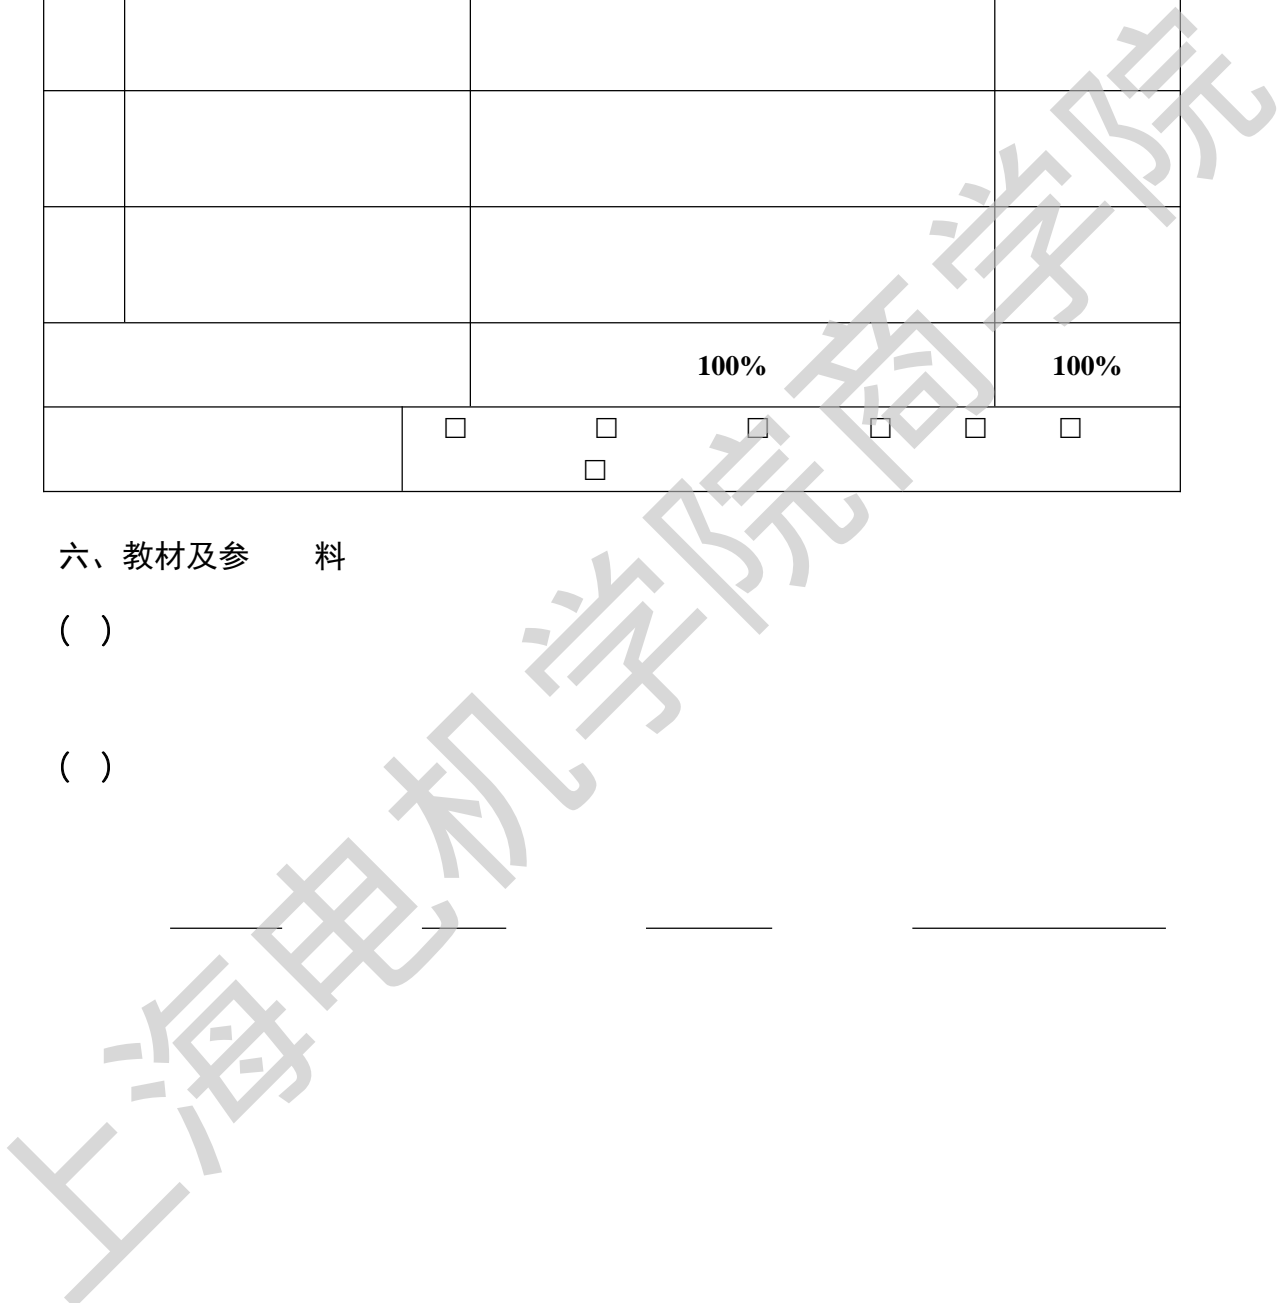 100% 100%
□ □ □ □ □ □
□
六、教材及参 料
( )
( )
上海电机学院商学院